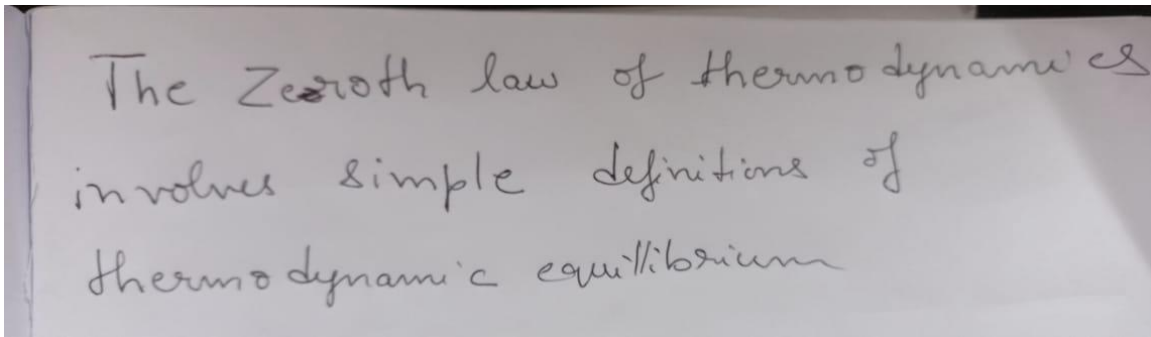 The Zeroth law of thermodynamics
involves simple definitions of
thermodynamic equillibrium